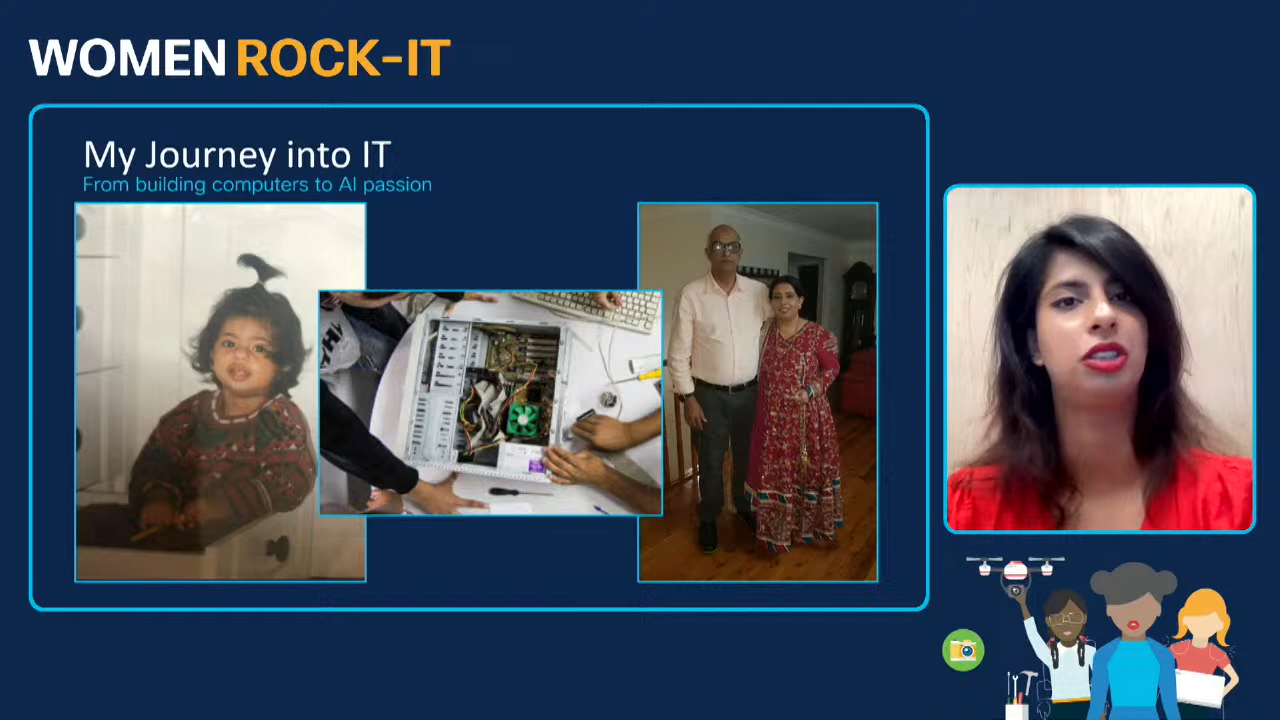 WOMEN ROCK-IT
My Journey into IT
From building computers to AI passion